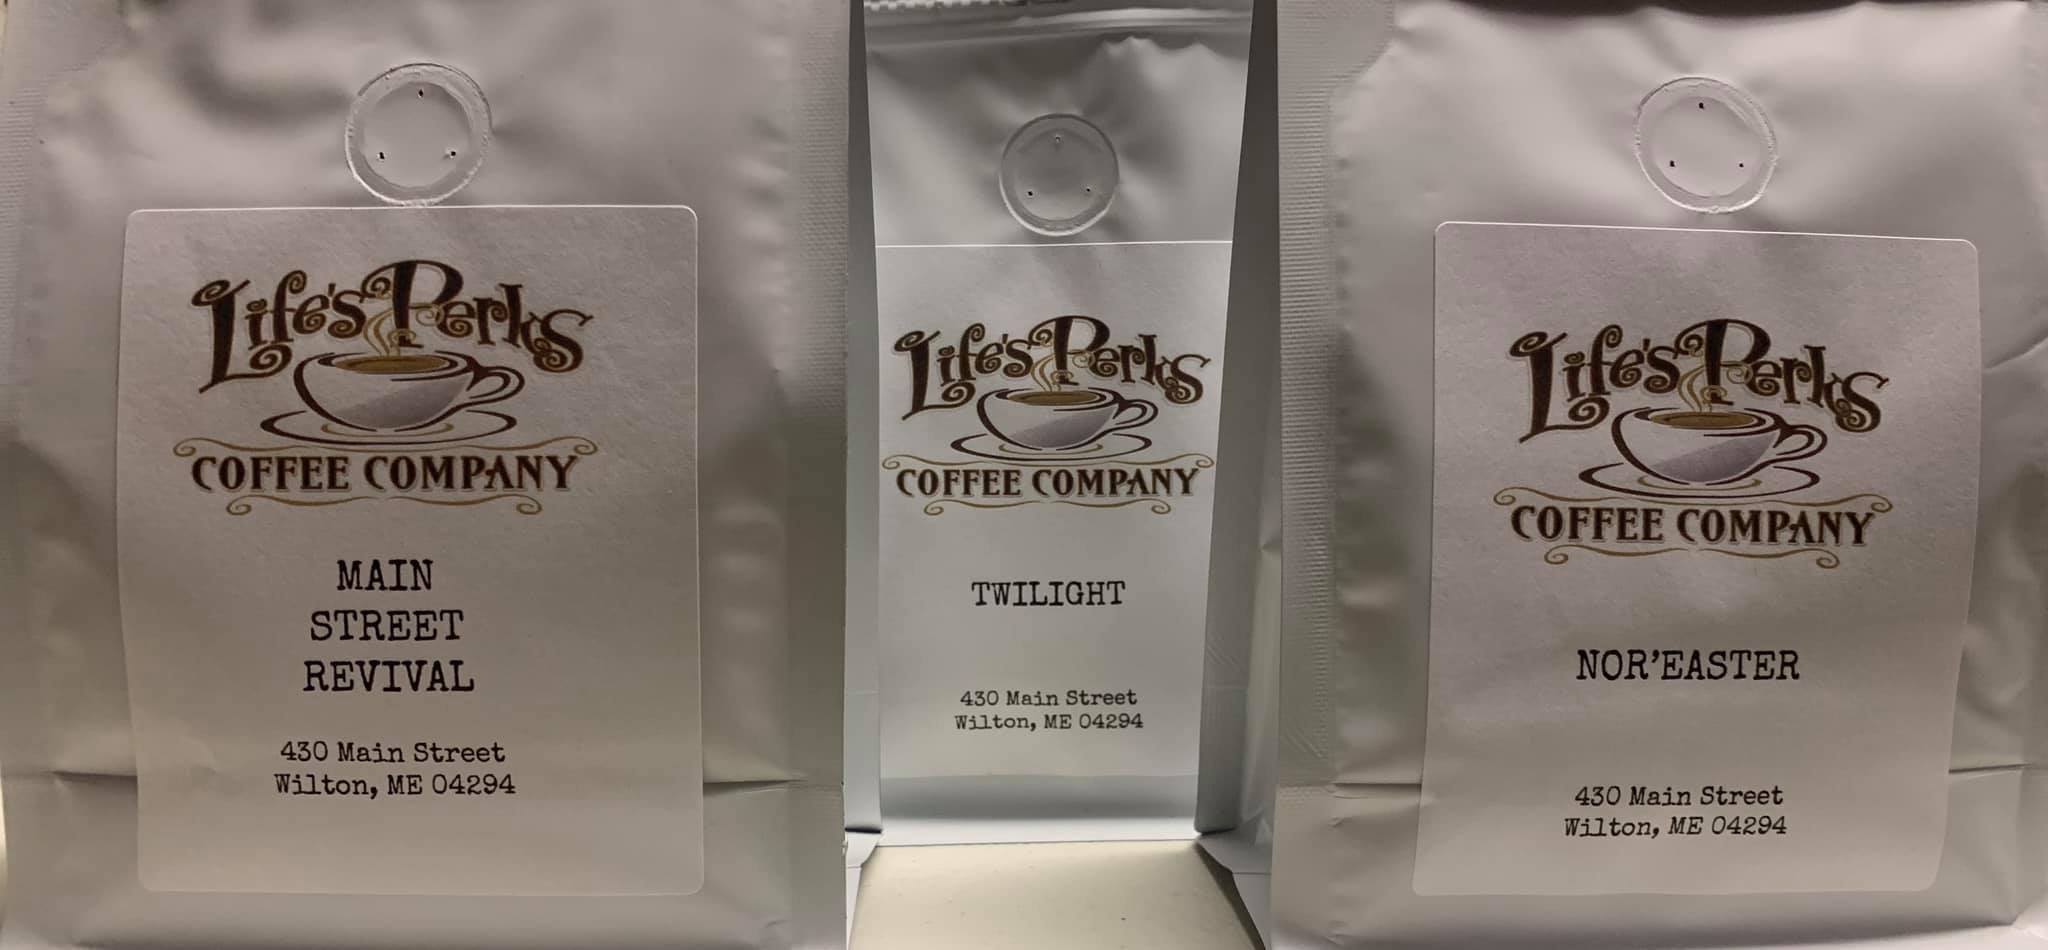 Life's Perks
COFFEE COMPANY
MAIN
STREET
REVIVAL
430 Main Street
Wilton, ME 04294
Life's Perks
COFFEE COMPANY
TWILIGHT
430 Main Street
Wilton, ME 04294
Life's Perks
COFFEE COMPANY
NOR'EASTER
430 Main Street
Wilton, ME 04294